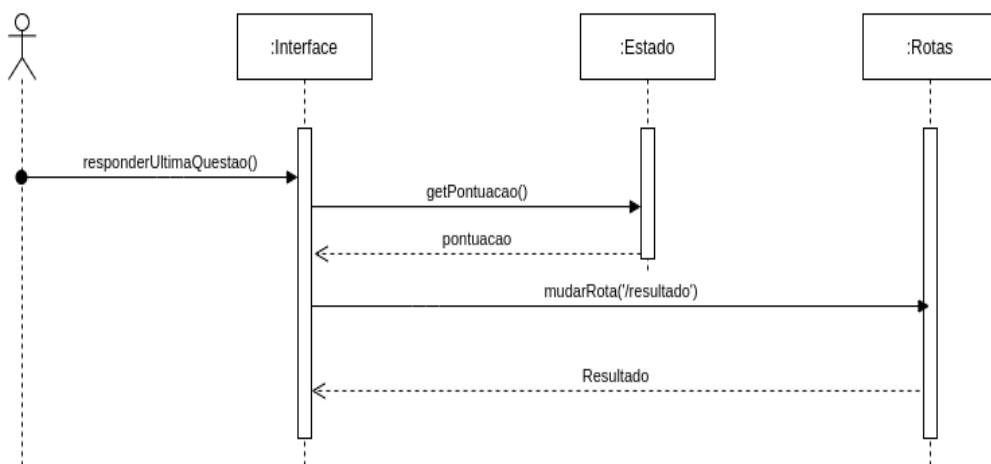 :Interface
:Estado
:Rotas
responderUltimaQuestao()
getPontuacao()
pontuacao
mudarRota('/resultado')
Resultado